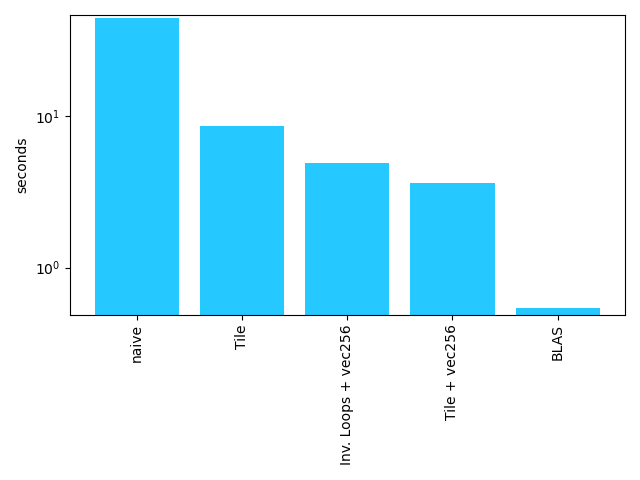 seconds
10¹
10⁰
naive
Tile
Inv. Loops + vec256
Tile + vec256
BLAS